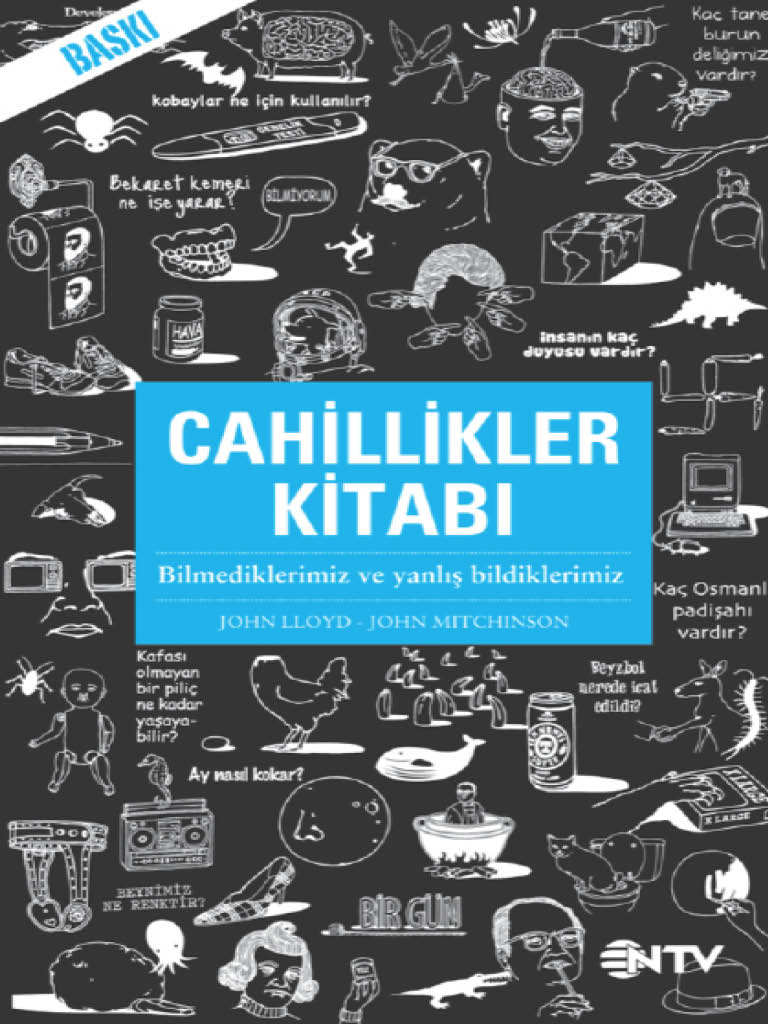 BASKI
kobaylar ne için kullanılır?
Kaç tane
burun
deliğimiz
vardır?
GEBELİK
TESTİ
Bekaret kemeri
ne işe yarar?
BİLMİYORUM
HAVA
insanın kaç
duyusu vardır?
CAHİLLİKLER
KİTABI
Bilmediklerimiz ve yanlış bildiklerimiz
JOHN LLOYD - JOHN MITCHINSON
Kaç Osmanlı
padişahı
vardır?
Kafası
olmayan
bir piliç
ne kadar
yaşaya-
bilir?
Beyzbol
nerede icat
edildi?
Ay nasıl kokar?
X LARGE
BEYNİMİZ
NE RENKTİR?
BİR GÜN
NTV